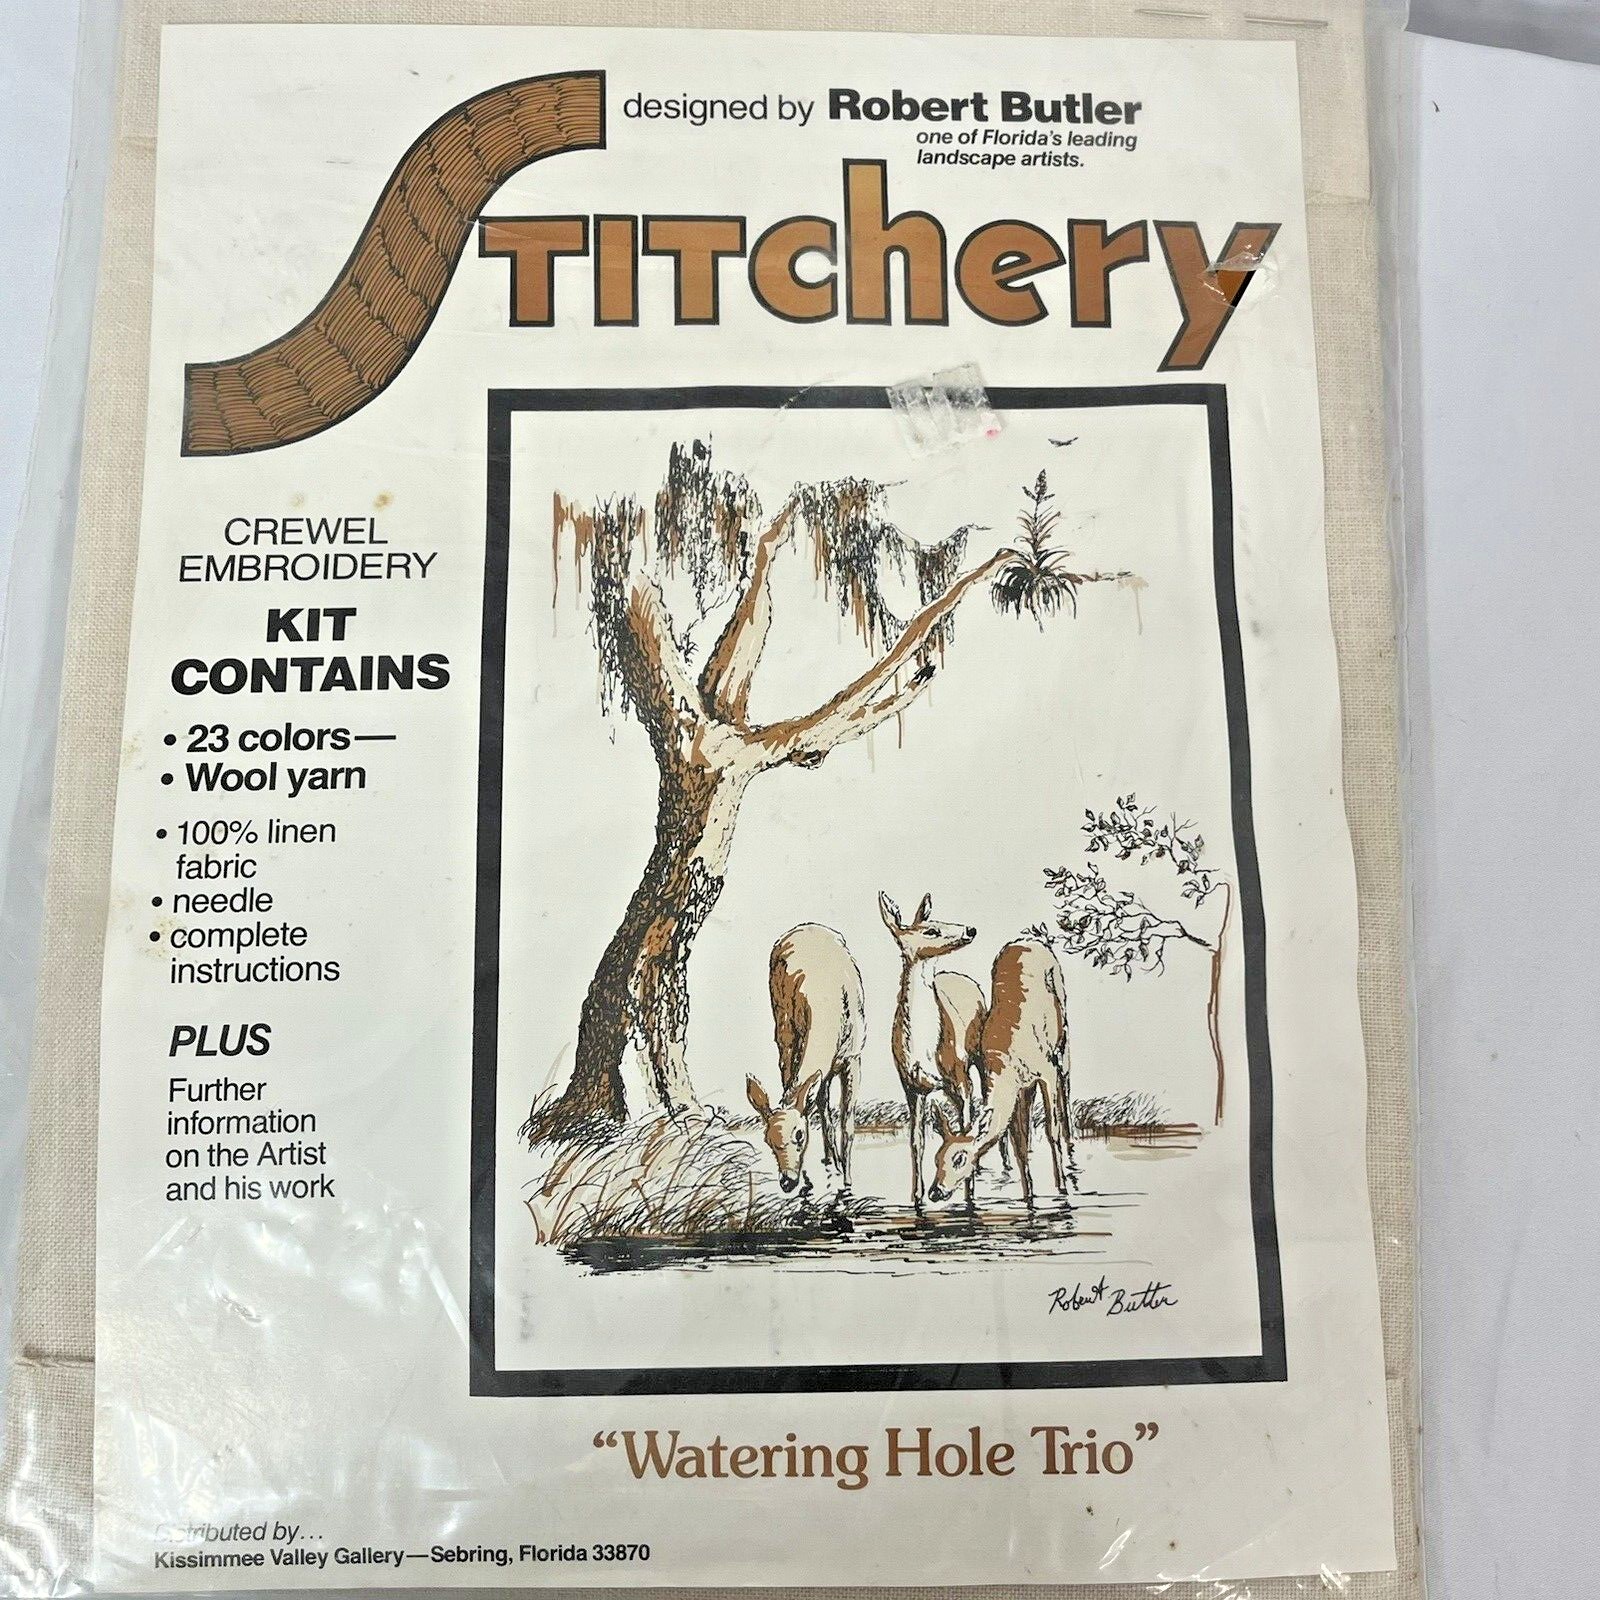 designed by Robert Butler
one of Florida's leading
landscape artists.
STITchery
CREWEL
EMBROIDERY
KIT
CONTAINS
• 23 colors—
• Wool yarn
• 100% linen
fabric
• needle
• complete
instructions
PLUS
Further
information
on the Artist
and his work
Robert Butler
“Watering Hole Trio”
Distributed by...
Kissimmee Valley Gallery—Sebring, Florida 33870